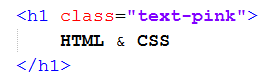 <h1 class="text-pink">
HTML & CSS
</h1>